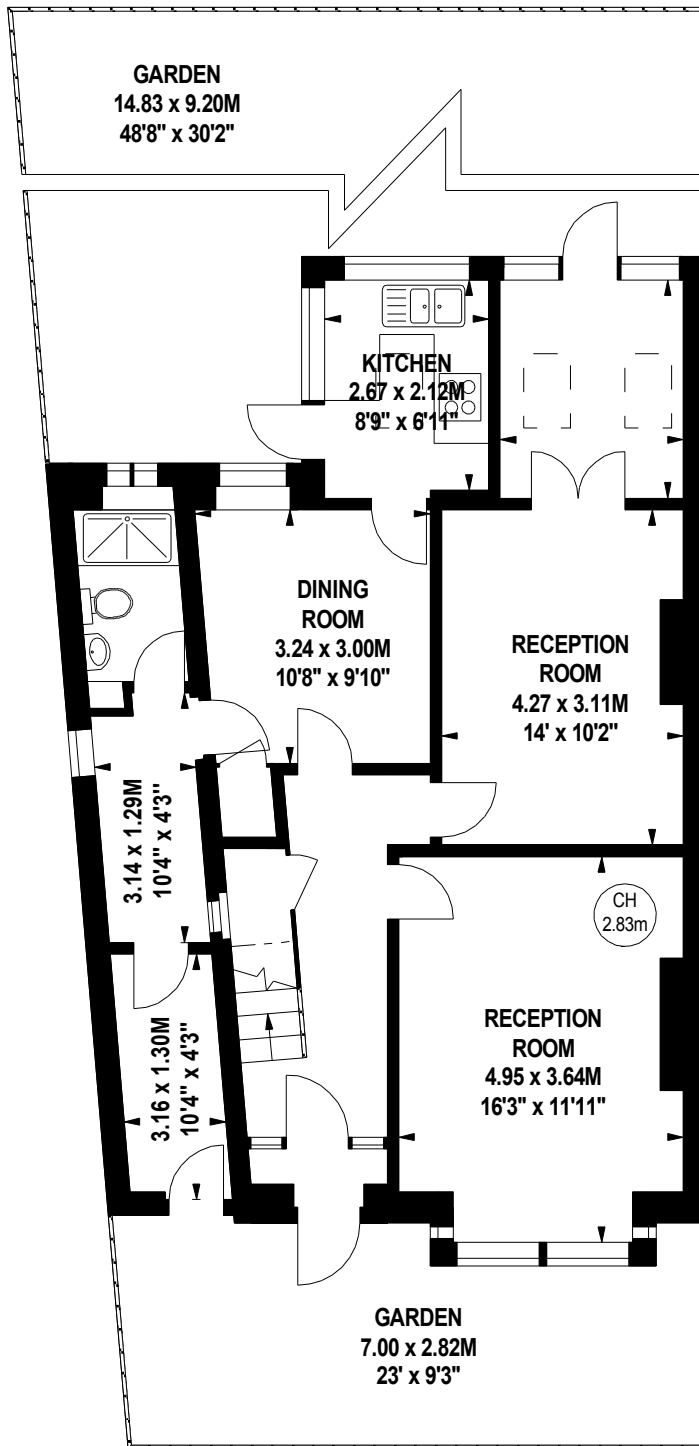 GARDEN
14.83 x 9.20M
48'8" x 30'2"
KITCHEN
2.67 x 2.12M
8'9" x 6'11"
DINING
ROOM
3.24 x 3.00M
10'8" x 9'10"
RECEPTION
ROOM
4.27 x 3.11M
14' x 10'2"
3.14 x 1.29M
10'4" x 4'3"
CH
2.83m
RECEPTION
ROOM
4.95 x 3.64M
16'3" x 11'11"
3.16 x 1.30M
10'4" x 4'3"
GARDEN
7.00 x 2.82M
23' x 9'3"